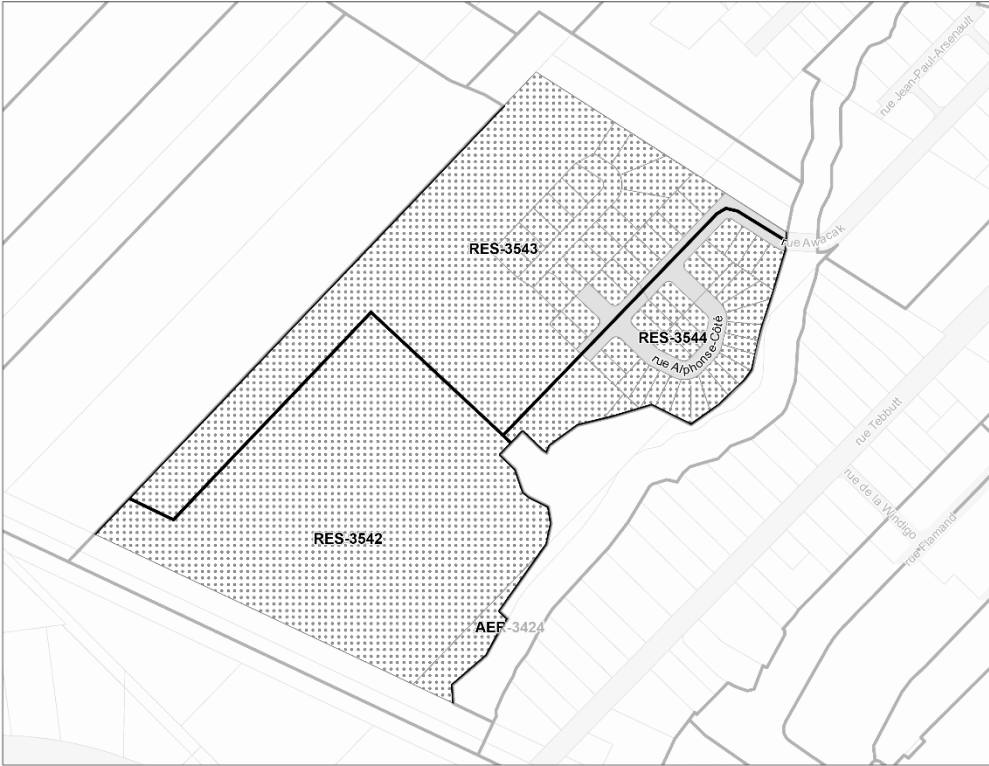 rue Jean-Paul-Arsenault
rue Awacak
RES-3543
RES-3544
rue Alphonse-Côté
rue Tebbutt
rue de la Windigo
rue Flamand
RES-3542
AER-3424